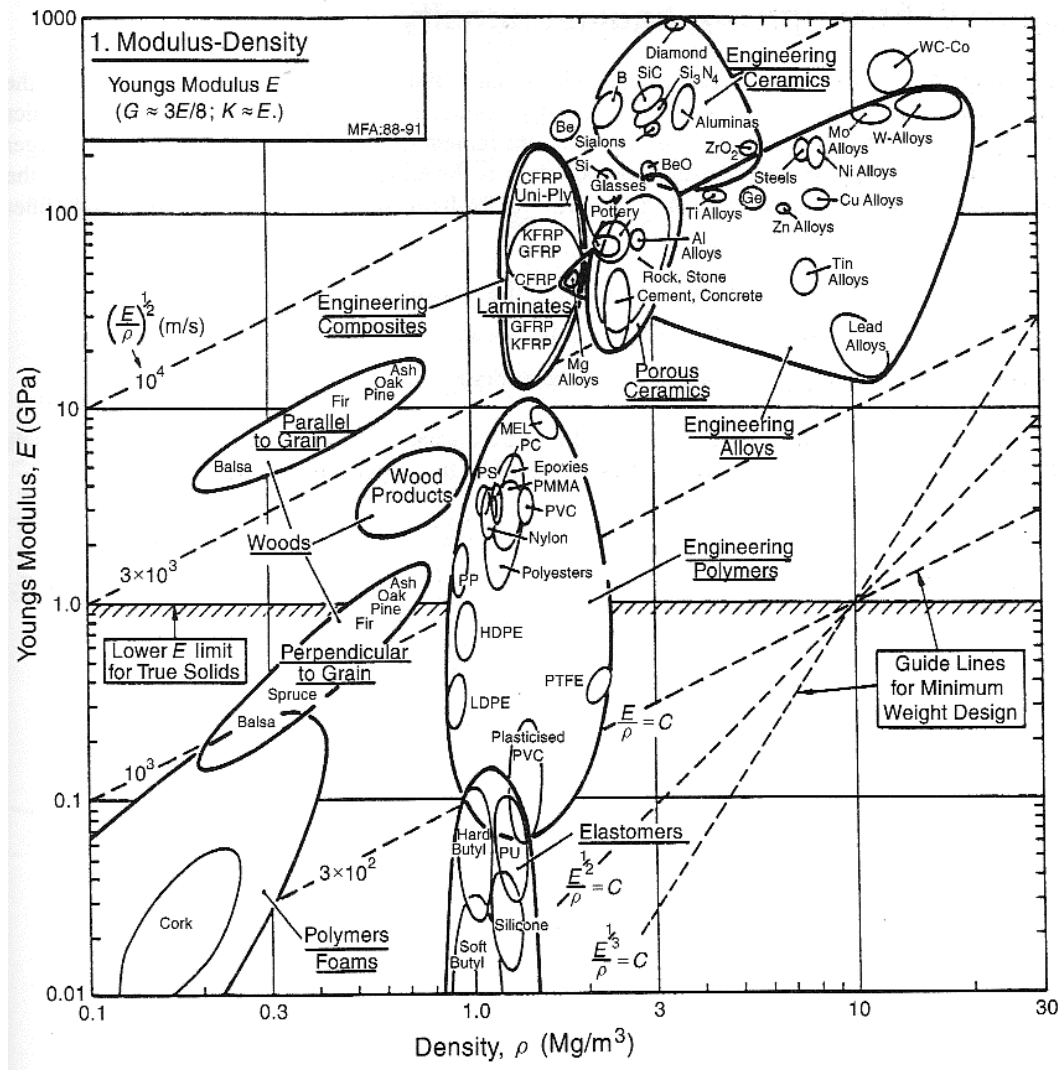 1000
1. Modulus-Density
Youngs Modulus E
(G ≈ 3E/8; K ≈ E.)
MFA:88-91
Diamond
Engineering
Ceramics
WC-Co
B
SiC
Si3N4
Be
Sialons
Aluminas
ZrO2
BeO
Mo
Alloys
W-Alloys
Steels
Ni Alloys
Si
Glasses
CFRP
Uni-Ply
100
Pottery
Ti Alloys
Ge
Cu Alloys
Zn Alloys
KFRP
GFRP
Al
Alloys
CFRP
Laminates
Rock, Stone
Cement, Concrete
Tin
Alloys
Engineering
Composites
GFRP
KFRP
Lead
Alloys
(E/ρ)^1/2 (m/s)
10⁴
Mg
Alloys
Porous
Ceramics
Ash
Oak
Pine
Fir
Parallel
to Grain
Balsa
10
Engineering
Alloys
MEL
PC
PS
Epoxies
PMMA
PVC
Nylon
Polyesters
Wood
Products
Woods
3×10³
PP
Engineering
Polymers
Ash
Oak
Pine
Fir
1.0
Lower E limit
for True Solids
Perpendicular
to Grain
Spruce
Balsa
HDPE
LDPE
PTFE
Guide Lines
for Minimum
Weight Design
E/ρ = C
Plasticised
PVC
10³
0.1
Hard
Butyl
PU
Elastomers
3×10²
E^1/2/ρ = C
Cork
Polymers
Foams
Silicone
Soft
Butyl
E^1/3/ρ = C
0.01
Youngs Modulus, E (GPa)
0.1
0.3
1.0
3
10
30
Density, ρ (Mg/m³)